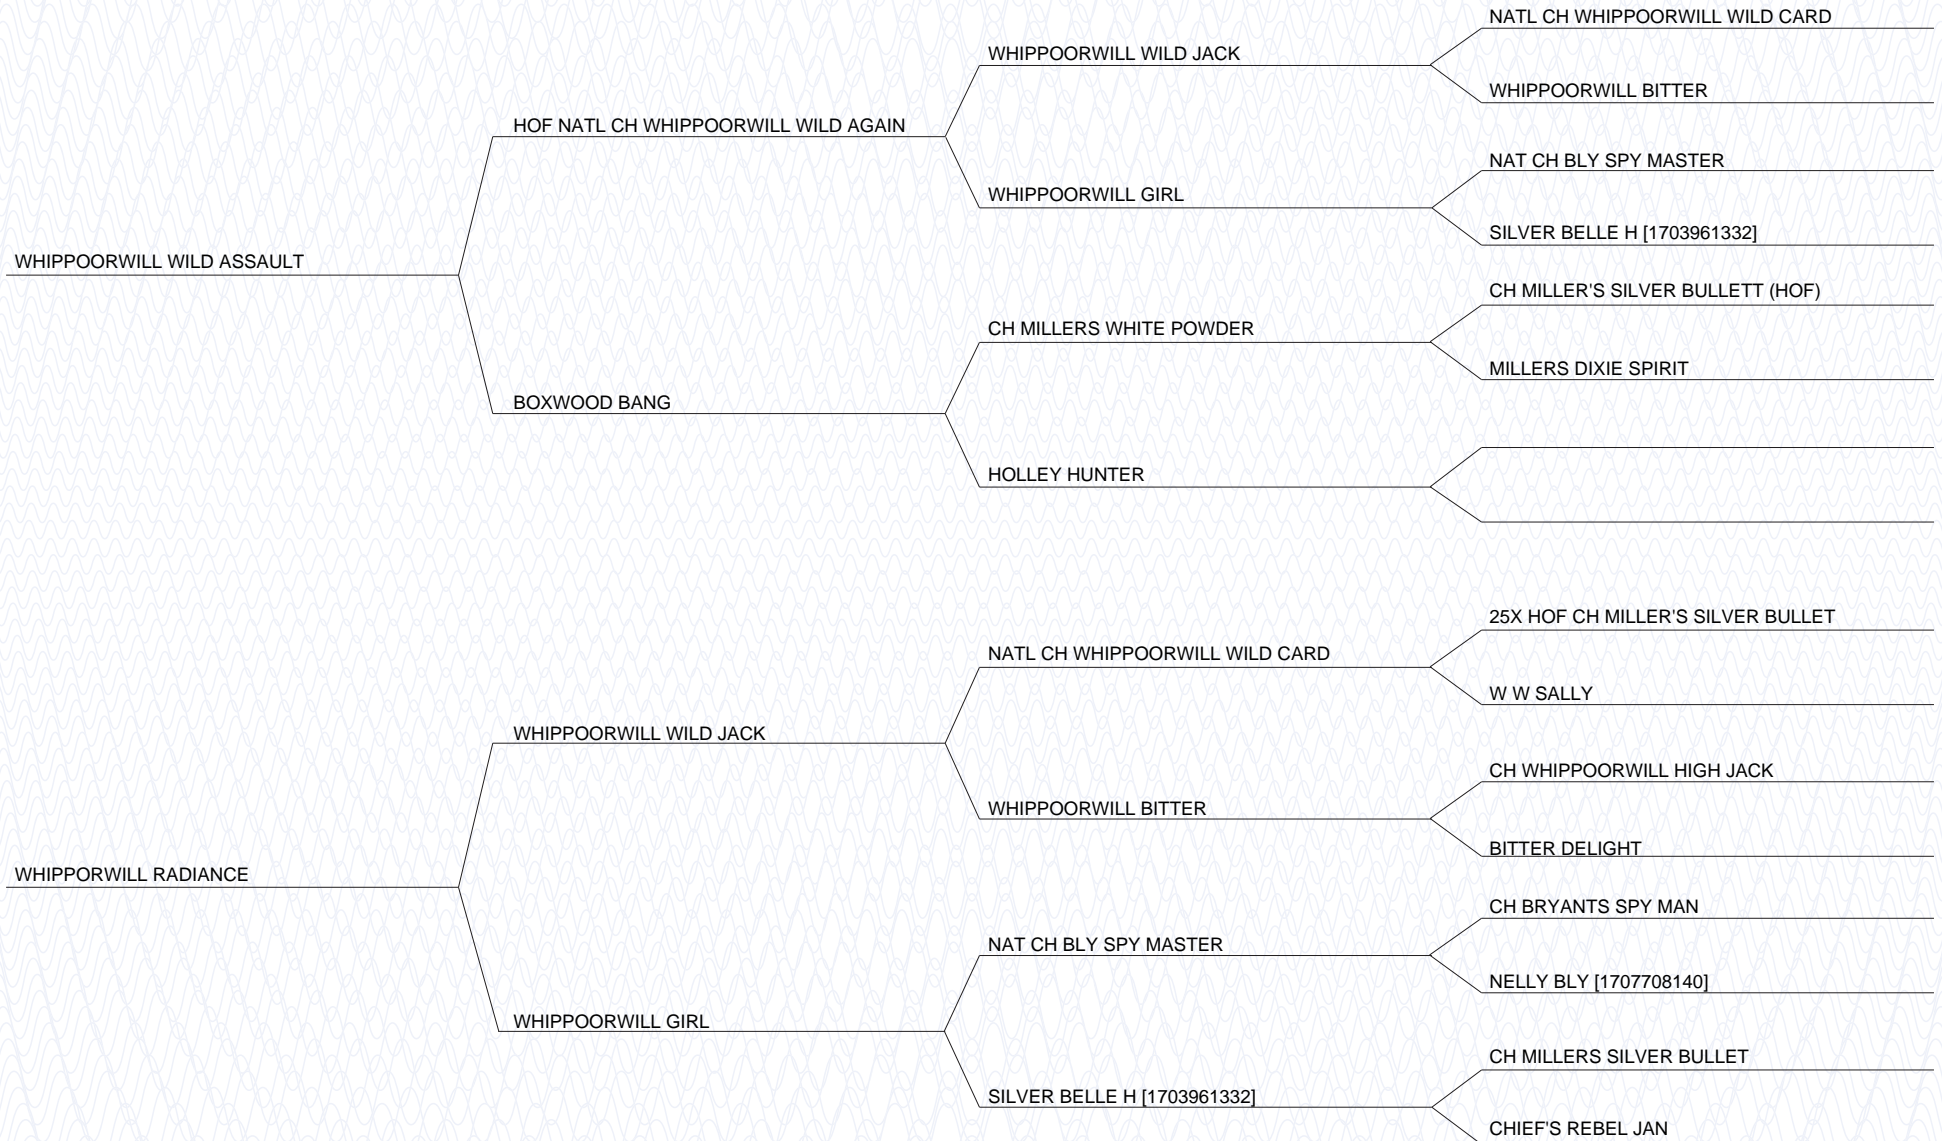 NATL CH WHIPPOORWILL WILD CARD
WHIPPOORWILL WILD JACK
WHIPPOORWILL BITTER
HOF NATL CH WHIPPOORWILL WILD AGAIN
NAT CH BLY SPY MASTER
WHIPPOORWILL GIRL
SILVER BELLE H [1703961332]
WHIPPOORWILL WILD ASSAULT
CH MILLER'S SILVER BULLETT (HOF)
CH MILLERS WHITE POWDER
MILLERS DIXIE SPIRIT
BOXWOOD BANG
HOLLEY HUNTER
25X HOF CH MILLER'S SILVER BULLET
NATL CH WHIPPOORWILL WILD CARD
W W SALLY
WHIPPOORWILL WILD JACK
CH WHIPPOORWILL HIGH JACK
WHIPPOORWILL BITTER
BITTER DELIGHT
WHIPPORWILL RADIANCE
CH BRYANTS SPY MAN
NAT CH BLY SPY MASTER
NELLY BLY [1707708140]
WHIPPOORWILL GIRL
CH MILLERS SILVER BULLET
SILVER BELLE H [1703961332]
CHIEF'S REBEL JAN